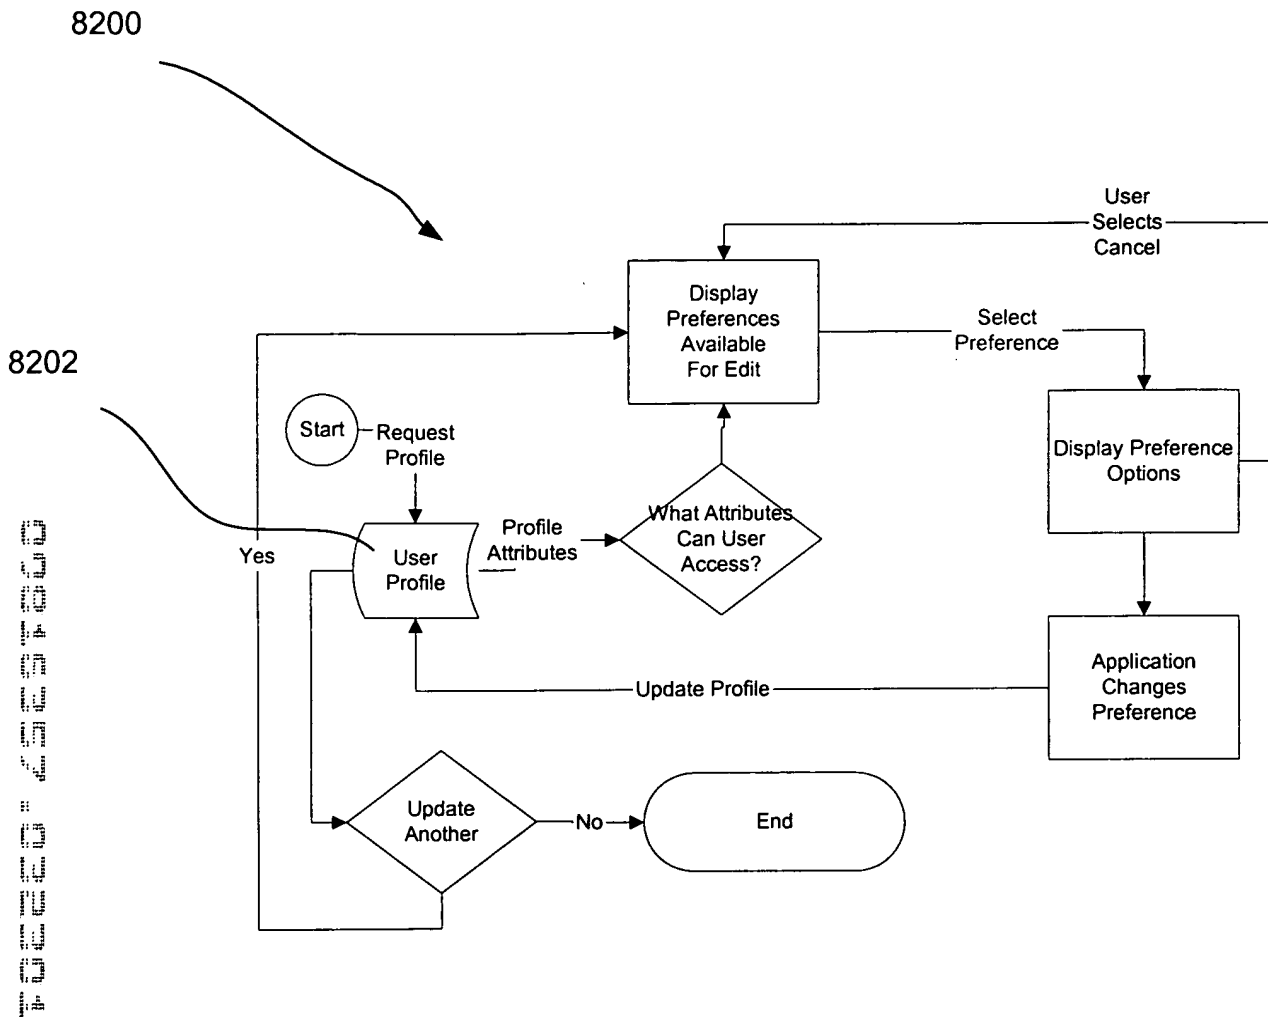 8200
User
Selects
Cancel
Display
Preferences
Available
For Edit
Select
Preference
8202
Start
Request
Profile
Display Preference
Options
What Attributes
Can User
Access?
Profile
Attributes
User
Profile
Yes
Application
Changes
Preference
Update Profile
Update
Another
No
End